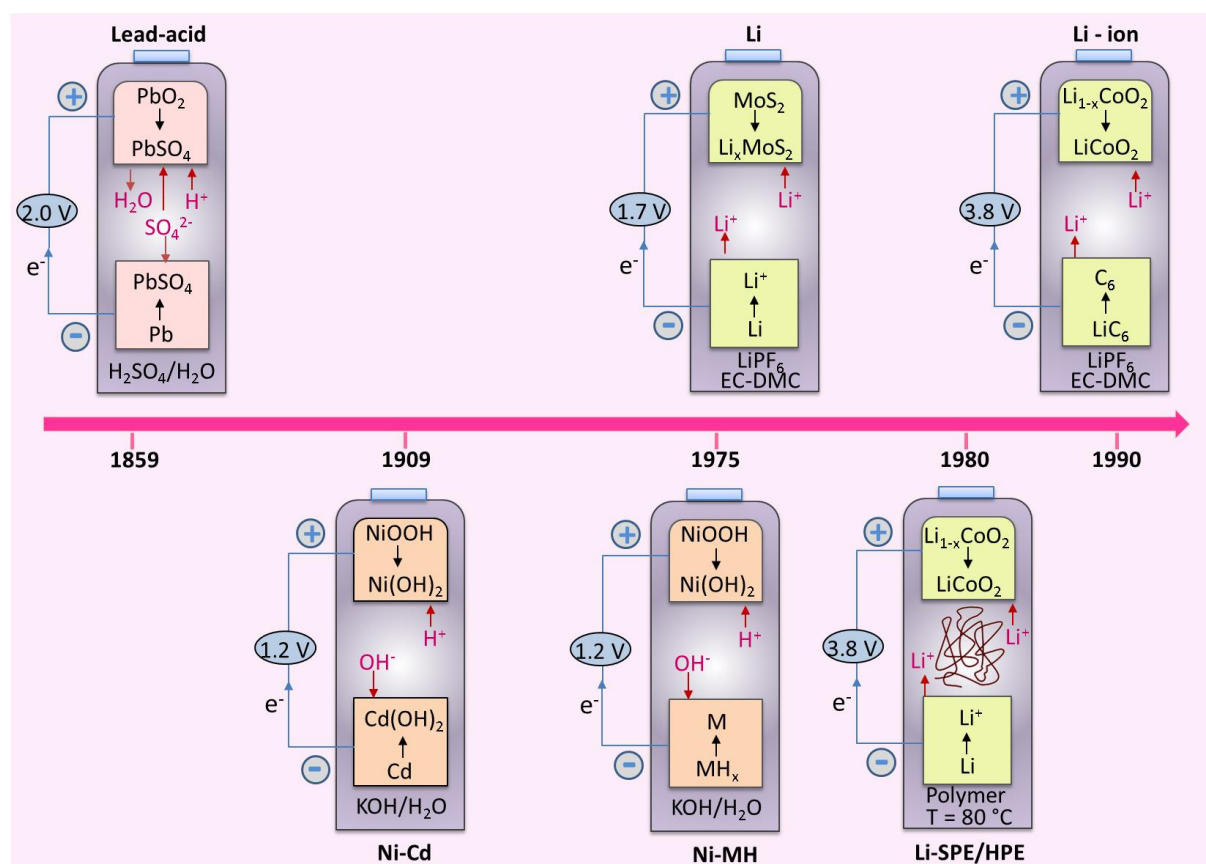 Lead-acid
+
PbO₂
PbSO₄
H₂O
H⁺
SO₄²⁻
2.0 V
e⁻
PbSO₄
Pb
-
H₂SO₄/H₂O
Li
+
MoS₂
LiₓMoS₂
Li⁺
Li⁺
1.7 V
e⁻
Li⁺
Li
-
LiPF₆
EC-DMC
Li - ion
+
Li₁₋ₓCoO₂
LiCoO₂
Li⁺
Li⁺
3.8 V
e⁻
C₆
LiC₆
-
LiPF₆
EC-DMC
1859
1909
1975
1980
1990
+
NiOOH
Ni(OH)₂
H⁺
1.2 V
OH⁻
e⁻
Cd(OH)₂
Cd
-
KOH/H₂O
Ni-Cd
+
NiOOH
Ni(OH)₂
H⁺
1.2 V
OH⁻
e⁻
M
MHₓ
-
KOH/H₂O
Ni-MH
+
Li₁₋ₓCoO₂
LiCoO₂
Li⁺
3.8 V
Li⁺
e⁻
Li⁺
Li
-
Polymer
T = 80 °C
Li-SPE/HPE